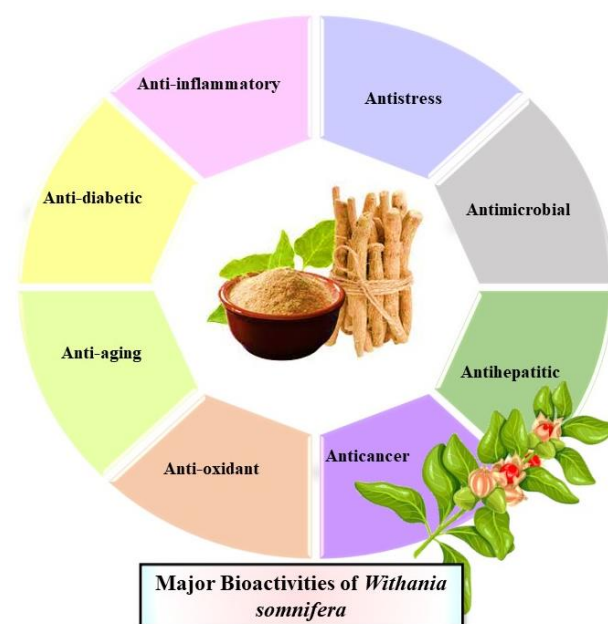 Anti-inflammatory
Antistress
Anti-diabetic
Antimicrobial
Anti-aging
Antihepatitic
Anti-oxidant
Anticancer
Major Bioactivities of Withania
somnifera